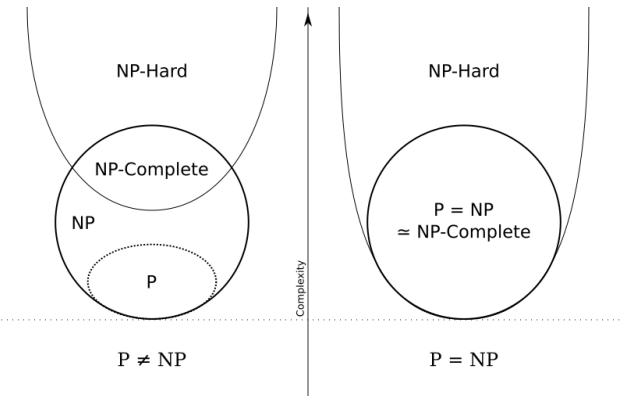 NP-Hard
NP-Complete
NP
P
P ≠ NP
Complexity
NP-Hard
P = NP
≃ NP-Complete
P = NP